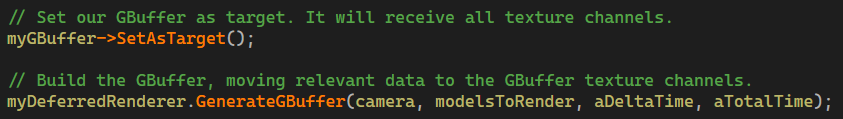 // Set our GBuffer as target. It will receive all texture channels.
myGBuffer->SetAsTarget();
// Build the GBuffer, moving relevant data to the GBuffer texture channels.
myDeferredRenderer.GenerateGBuffer(camera, modelsToRender, aDeltaTime, aTotalTime);